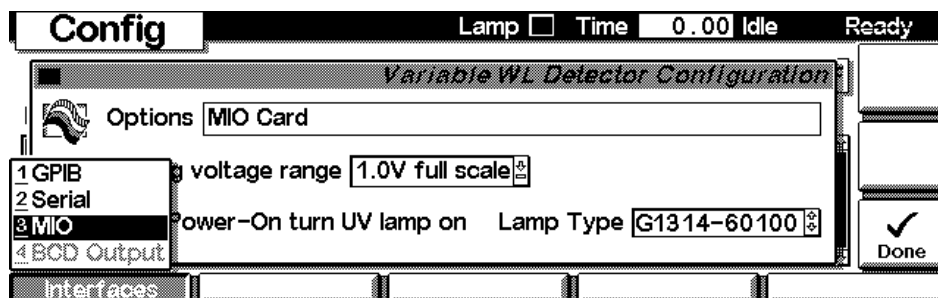 Config Lamp Time 0.00 Idle Ready
Variable WL Detector Configuration
Options MIO Card
voltage range 1.0V full scale
1 GPIB
2 Serial
3 MIO
4 BCD Output
Power-On turn UV lamp on Lamp Type G1314-60100
Done
Interfaces